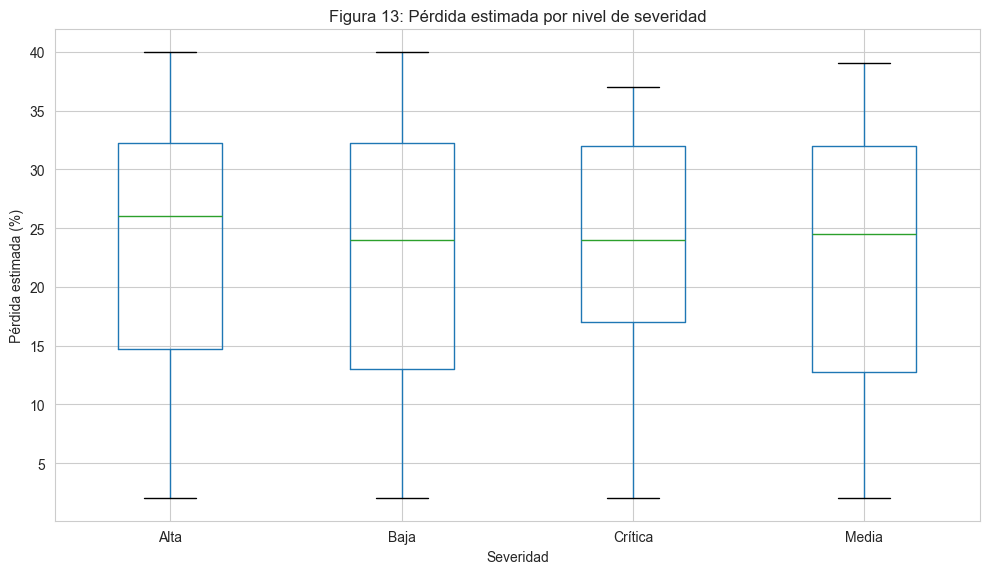 Figura 13: Pérdida estimada por nivel de severidad
Pérdida estimada (%)
40
35
30
25
20
15
10
5
Alta
Baja
Crítica
Media
Severidad